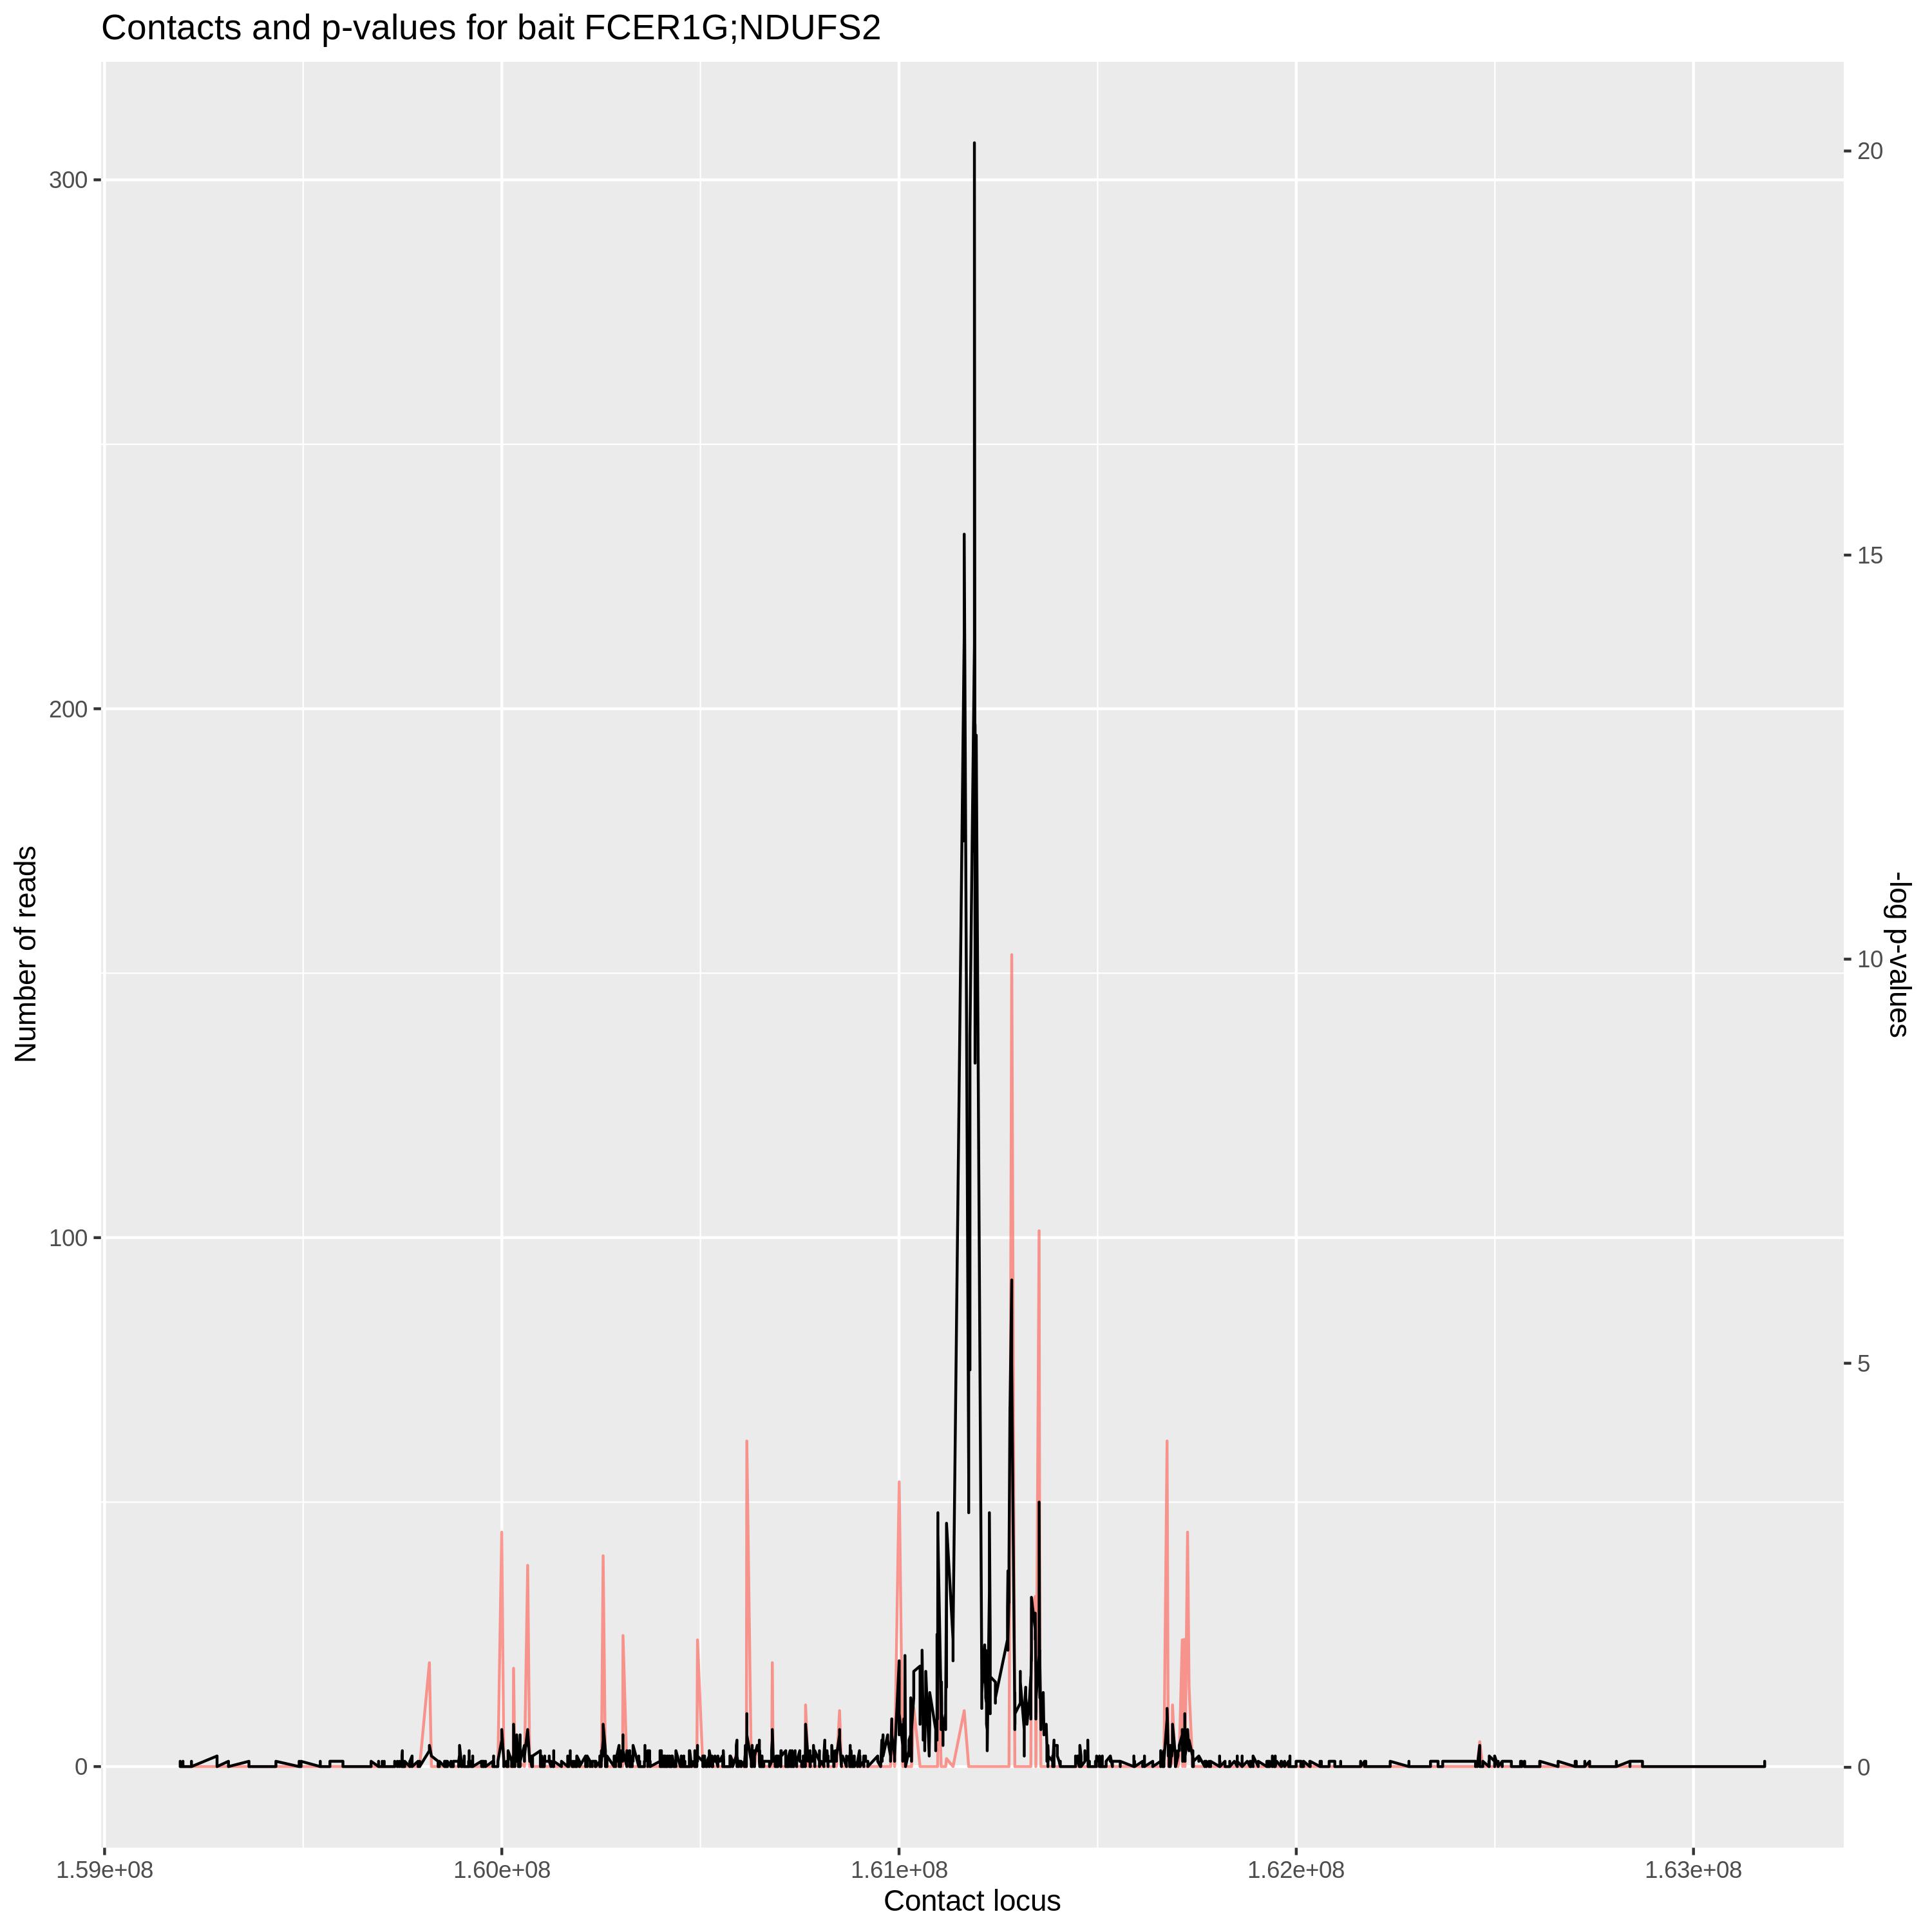 Contacts and p-values for bait FCER1G;NDUFS2
300
200
100
0
Number of reads
20
15
10
5
0
-log p-values
1.59e+08 1.60e+08 1.61e+08 1.62e+08 1.63e+08
Contact locus